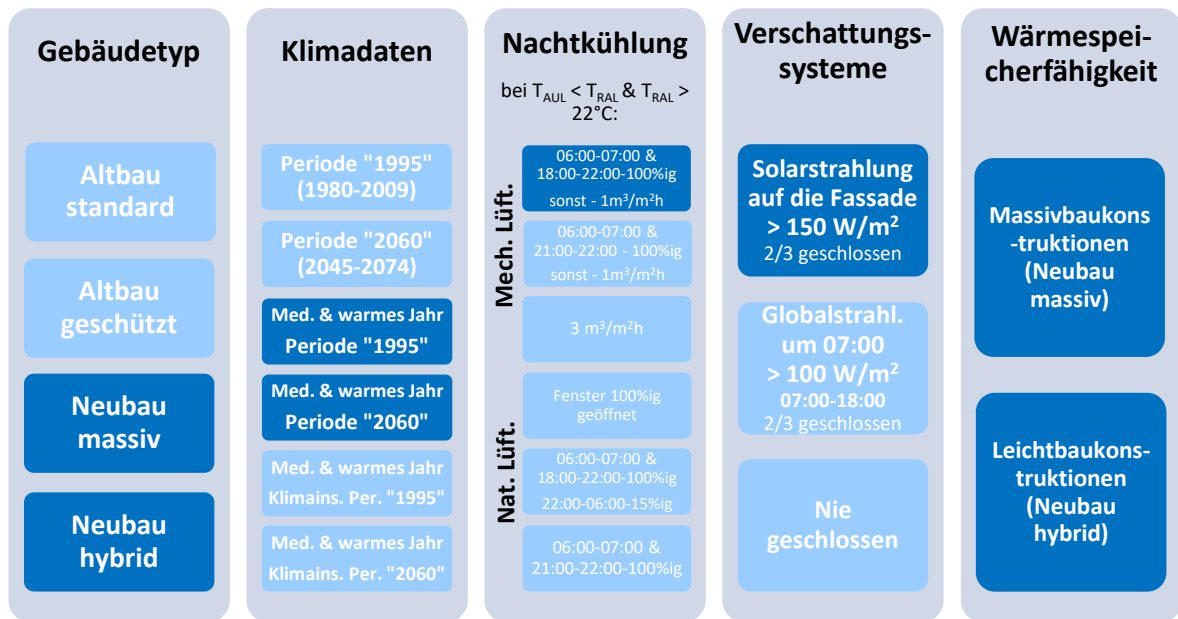 Gebäudetyp
Altbau
standard
Altbau
geschützt
Neubau
massiv
Neubau
hybrid
Klimadaten
Periode "1995"
(1980-2009)
Periode "2060"
(2045-2074)
Med. & warmes Jahr
Periode "1995"
Med. & warmes Jahr
Periode "2060"
Med. & warmes Jahr
Klimains. Per. "1995"
Med. & warmes Jahr
Klimains. Per. "2060"
Nachtkühlung
bei T_AUL < T_RAL & T_RAL >
22°C:
Mech. Lüft.
06:00-07:00 &
18:00-22:00-100%ig
sonst - 1m³/m²h
06:00-07:00 &
21:00-22:00 - 100%ig
sonst - 1m³/m²h
3 m³/m²h
Nat. Lüft.
Fenster 100%ig
geöffnet
06:00-07:00 &
18:00-22:00-100%ig
22:00-06:00-15%ig
06:00-07:00 &
21:00-22:00-100%ig
Verschattungs-
systeme
Solarstrahlung
auf die Fassade
> 150 W/m²
2/3 geschlossen
Globalstrahl.
um 07:00
> 100 W/m²
07:00-18:00
2/3 geschlossen
Nie
geschlossen
Wärmespei-
cherfähigkeit
Massivbaukons
-truktionen
(Neubau
massiv)
Leichtbaukons-
truktionen
(Neubau
hybrid)